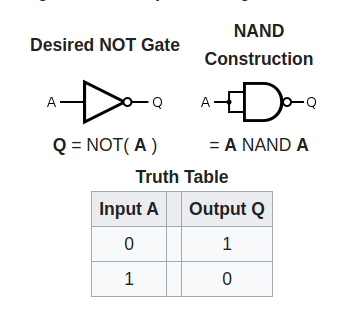 Desired NOT Gate
NAND
Construction
A Q
A Q
Q = NOT( A )
= A NAND A
Truth Table
Input A Output Q
0 1
1 0